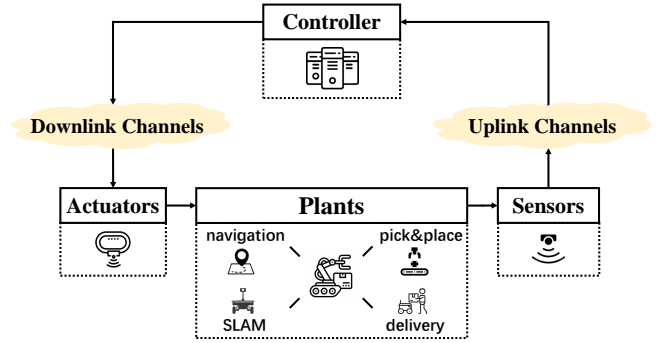 Controller
Downlink Channels
Uplink Channels
Actuators
Plants
Sensors
navigation
pick&place
SLAM
delivery